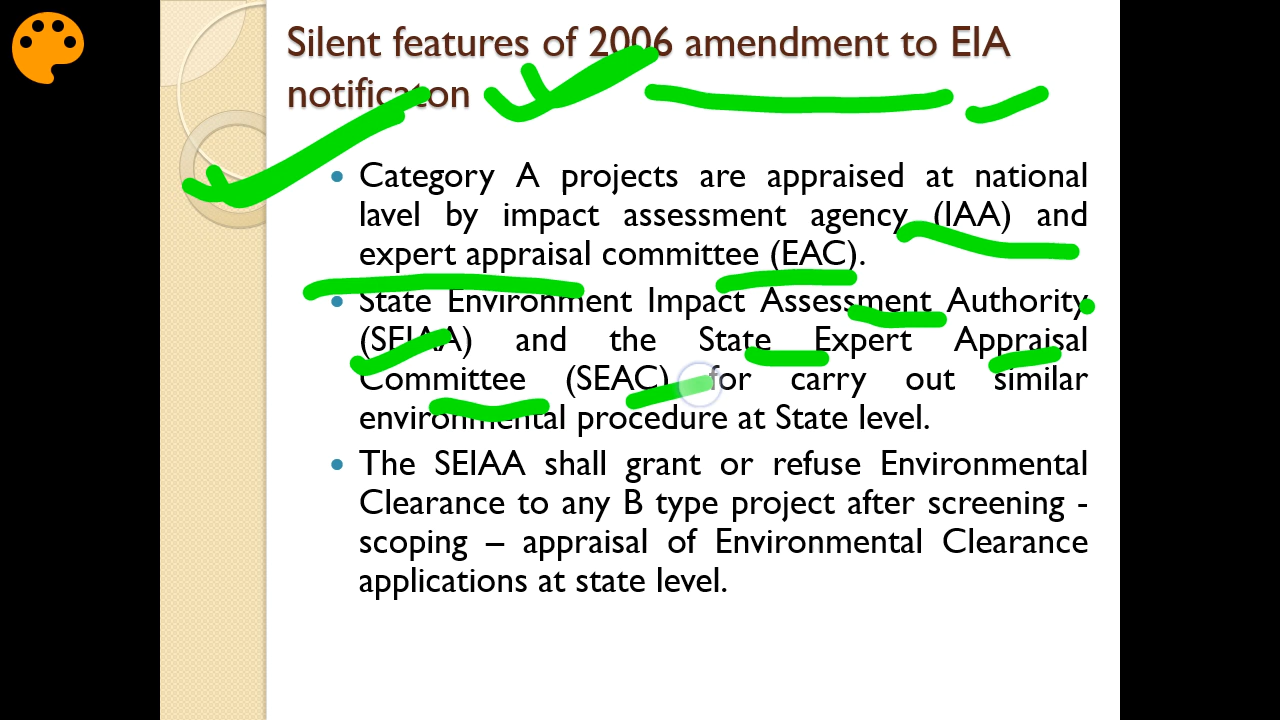 Silent features of 2006 amendment to EIA
notificaton
• Category A projects are appraised at national
lavel by impact assessment agency (IAA) and
expert appraisal committee (EAC).
• State Environment Impact Assessment Authority
(SEIAA) and the State Expert Appraisal
Committee (SEAC) for carry out similar
environmental procedure at State level.
• The SEIAA shall grant or refuse Environmental
Clearance to any B type project after screening -
scoping – appraisal of Environmental Clearance
applications at state level.